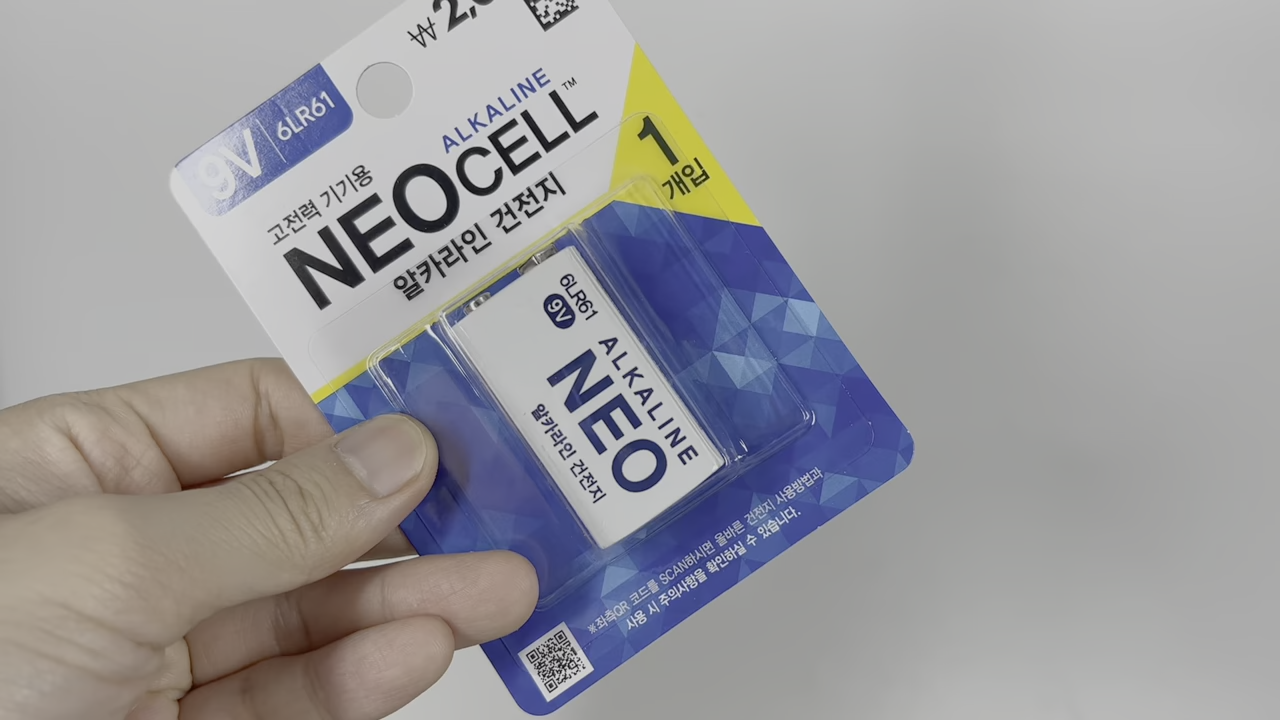 ₩ 2,
9V 6LR61
ALKALINE
고전력 기기용
NEOCELL™
알카라인 건전지
1
개입
6LR61
9V
ALKALINE
NEO
알카라인 건전지
※좌측QR 코드를 SCAN하시면 올바른 건전지 사용방법과
사용 시 주의사항을 확인하실 수 있습니다.